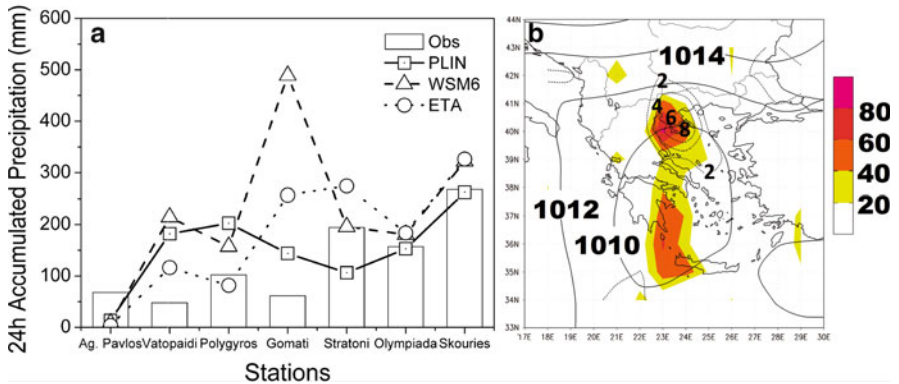 24h Accumulated Precipitation (mm)
600
500
400
300
200
100
0
a
Obs
PLIN
WSM6
ETA
Ag. Pavlos Vatopaidi Polygyros Gomati Stratoni Olympiada Skouries
Stations
b
44N
43N
42N
41N
40N
39N
38N
37N
36N
35N
34N
33N
17E 18E 19E 20E 21E 22E 23E 24E 25E 26E 27E 28E 29E 30E
1014
2
4
6
8
2
1012
1010
80
60
40
20